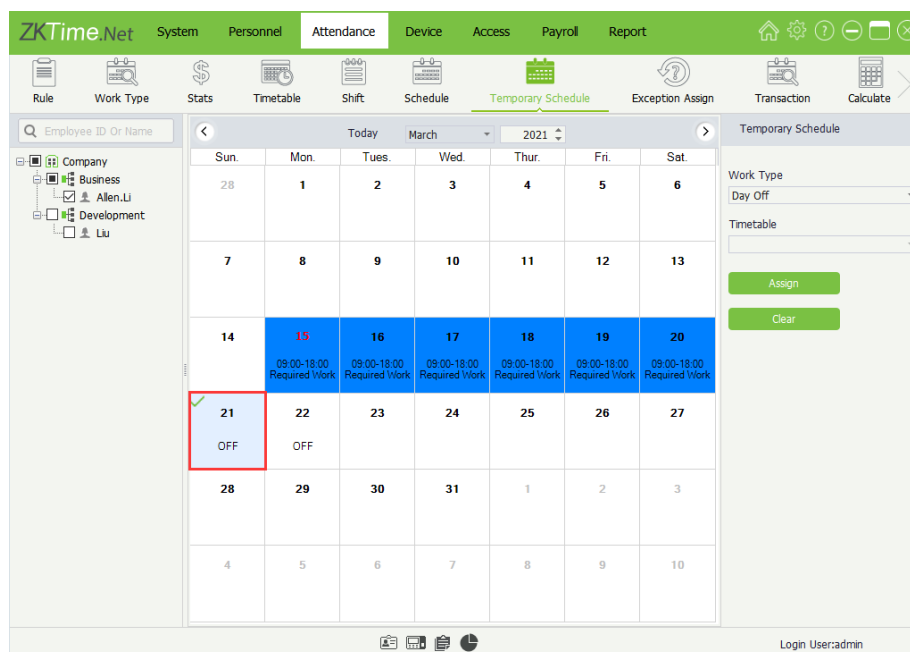 ZKTime.Net System Personnel Attendance Device Access Payroll Report
Rule Work Type Stats Timetable Shift Schedule Temporary Schedule Exception Assign Transaction Calculate
Employee ID Or Name
Company
Business
Allen.Li
Development
Liu
Today March 2021
Sun. Mon. Tues. Wed. Thur. Fri. Sat.
28 1 2 3 4 5 6
7 8 9 10 11 12 13
14 15 16 17 18 19 20
09:00-18:00 09:00-18:00 09:00-18:00 09:00-18:00 09:00-18:00 09:00-18:00
Required Work Required Work Required Work Required Work Required Work Required Work
21 22 23 24 25 26 27
OFF OFF
28 29 30 31 1 2 3
4 5 6 7 8 9 10
Temporary Schedule
Work Type
Day Off
Timetable
Assign
Clear
Login User:admin